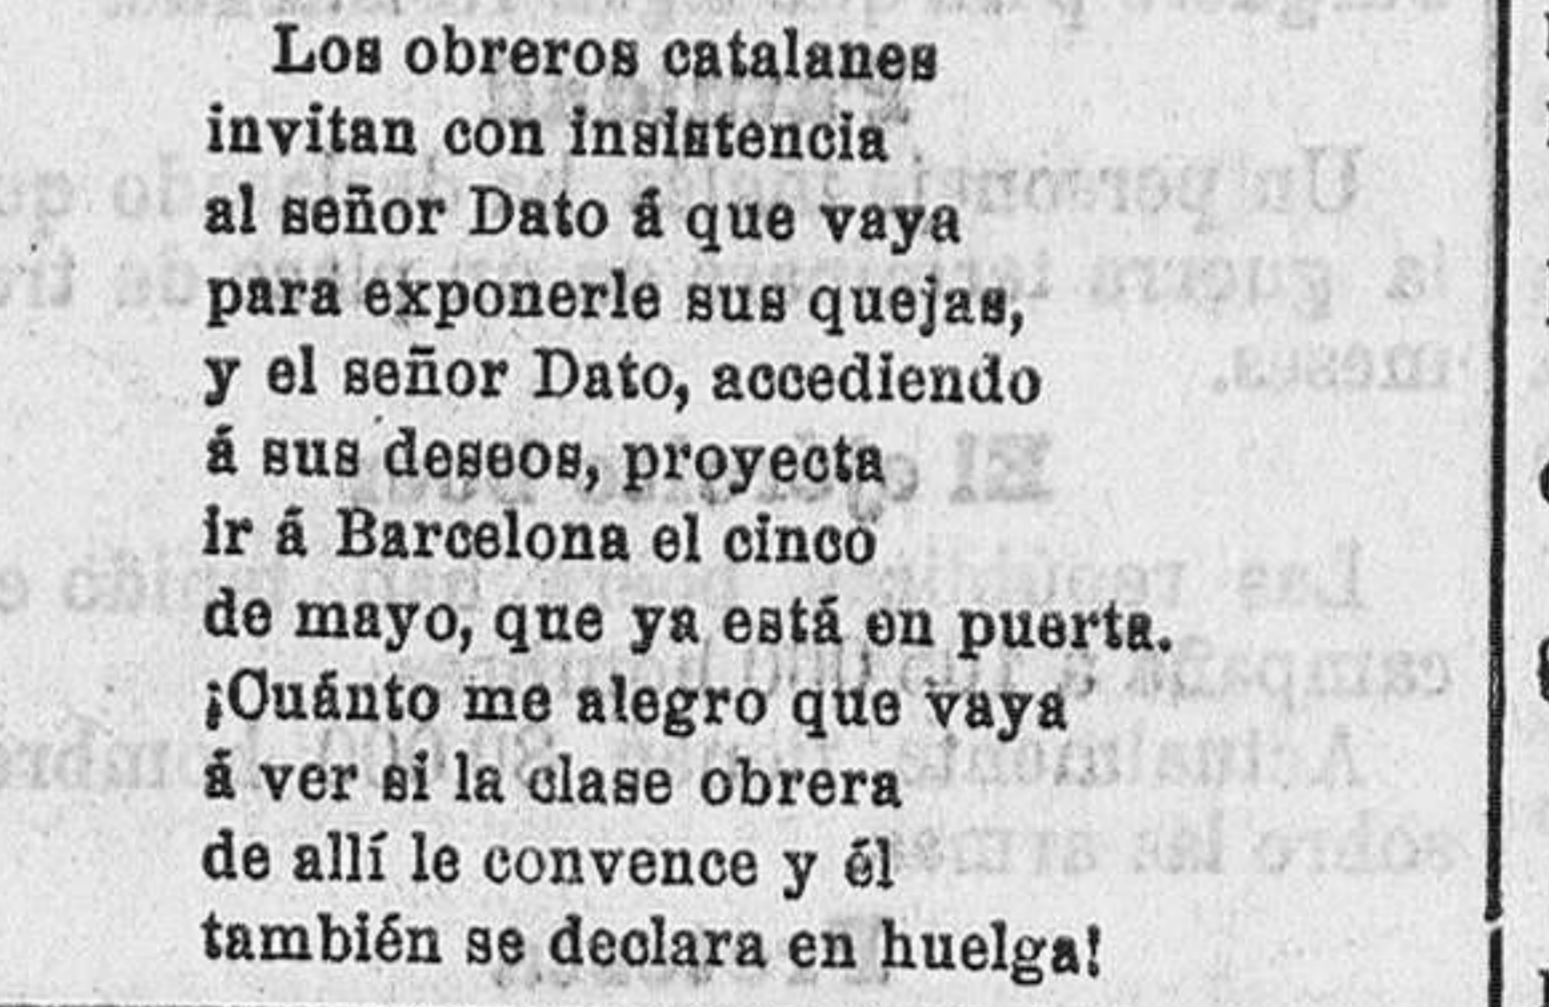 Los obreros catalanes
invitan con insistencia
al señor Dato á que vaya
para exponerle sus quejas,
y el señor Dato, accediendo
á sus deseos, proyecta
ir á Barcelona el cinco
de mayo, que ya está en puerta.
¡Cuánto me alegro que vaya
á ver si la clase obrera
de allí le convence y él
también se declara en huelga!